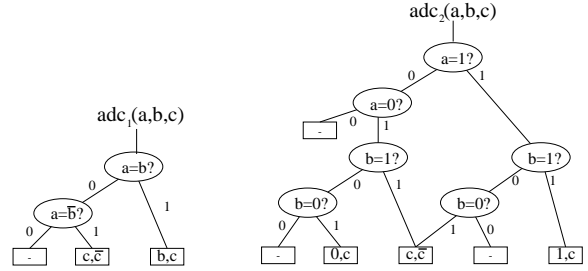 adc₂(a,b,c)
a=1?
0 1
a=0?
0 1
- b=1? b=1?
0 1 0 1
b=0? b=0?
0 1 1 0
- 0,c c,c̅ - 1,c
adc₁(a,b,c)
a=b?
0 1
a=b̅?
0 1
- c,c̅ b,c